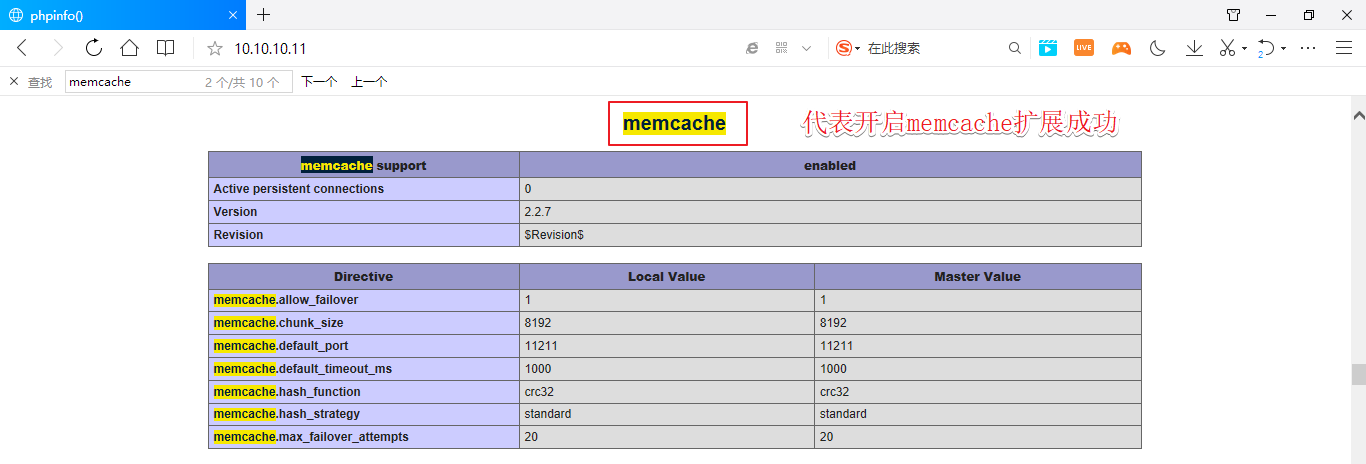 phpinfo()
10.10.10.11
在此搜索
LIVE
2
查找 memcache 2 个/共 10 个 下一个 上一个
memcache
代表开启memcache扩展成功
memcache support enabled
Active persistent connections 0
Version 2.2.7
Revision $Revision$
Directive Local Value Master Value
memcache.allow_failover 1 1
memcache.chunk_size 8192 8192
memcache.default_port 11211 11211
memcache.default_timeout_ms 1000 1000
memcache.hash_function crc32 crc32
memcache.hash_strategy standard standard
memcache.max_failover_attempts 20 20